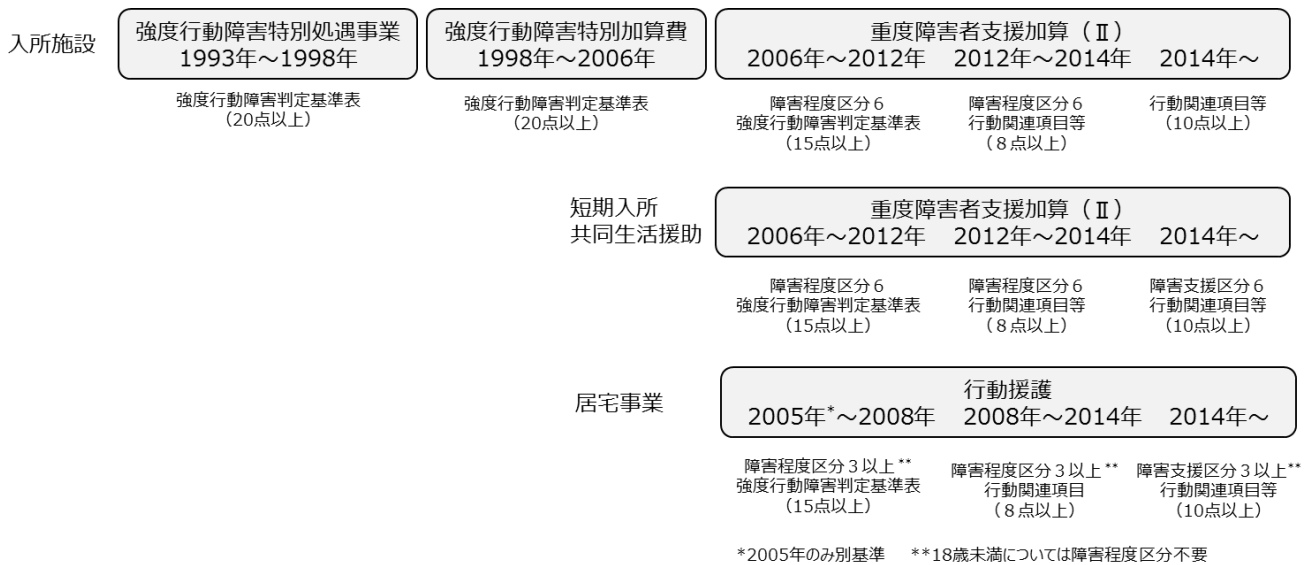 入所施設
強度行動障害特別処遇事業
1993年～1998年
強度行動障害判定基準表
（20点以上）
強度行動障害特別加算費
1998年～2006年
強度行動障害判定基準表
（20点以上）
重度障害者支援加算（Ⅱ）
2006年～2012年 2012年～2014年 2014年～
障害程度区分６
強度行動障害判定基準表
（15点以上）
障害程度区分６
行動関連項目等
（８点以上）
行動関連項目等
（10点以上）
短期入所
共同生活援助
重度障害者支援加算（Ⅱ）
2006年～2012年 2012年～2014年 2014年～
障害程度区分６
強度行動障害判定基準表
（15点以上）
障害程度区分６
行動関連項目等
（８点以上）
障害支援区分６
行動関連項目等
（10点以上）
居宅事業
行動援護
2005年*～2008年 2008年～2014年 2014年～
障害程度区分３以上**
強度行動障害判定基準表
（15点以上）
障害程度区分３以上**
行動関連項目
（８点以上）
障害支援区分３以上**
行動関連項目等
（10点以上）
*2005年のみ別基準 **18歳未満については障害程度区分不要